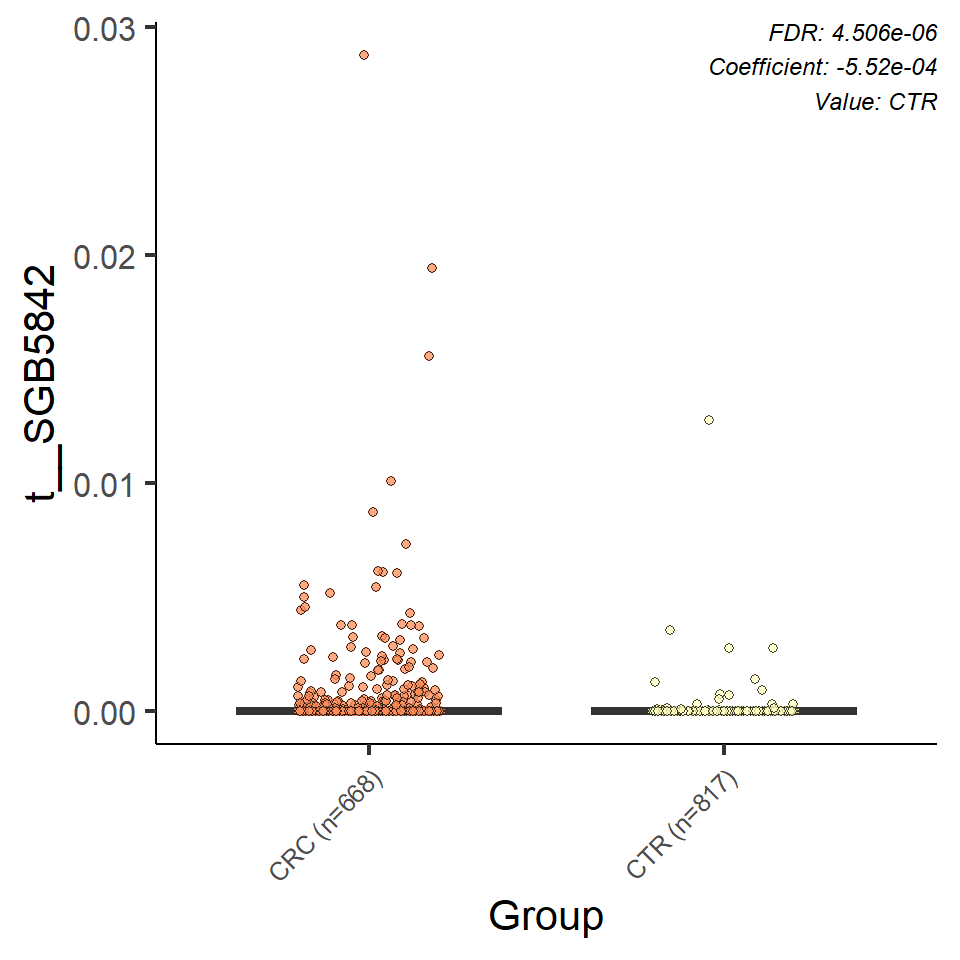 FDR: 4.506e-06
Coefficient: -5.52e-04
Value: CTR
0.03
0.02
0.01
0.00
t__SGB5842
CRC (n=668)
CTR (n=817)
Group